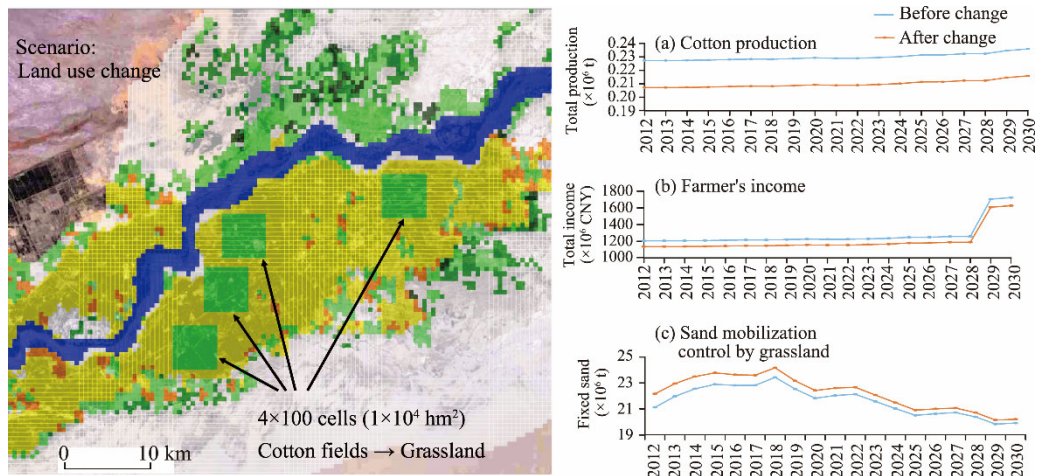 Scenario:
Land use change
4×100 cells (1×10⁴ hm²)
Cotton fields → Grassland
0 10 km
Before change
After change
(a) Cotton production
Total production
(×10⁶ t)
0.24
0.23
0.22
0.21
0.20
0.19
2012 2013 2014 2015 2016 2017 2018 2019 2020 2021 2022 2023 2024 2025 2026 2027 2028 2029 2030
(b) Farmer's income
Total income
(×10⁶ CNY)
1800
1600
1400
1200
1000
2012 2013 2014 2015 2016 2017 2018 2019 2020 2021 2022 2023 2024 2025 2026 2027 2028 2029 2030
(c) Sand mobilization
control by grassland
Fixed sand
(×10⁶ t)
25
23
21
19
2012 2013 2014 2015 2016 2017 2018 2019 2020 2021 2022 2023 2024 2025 2026 2027 2028 2029 2030